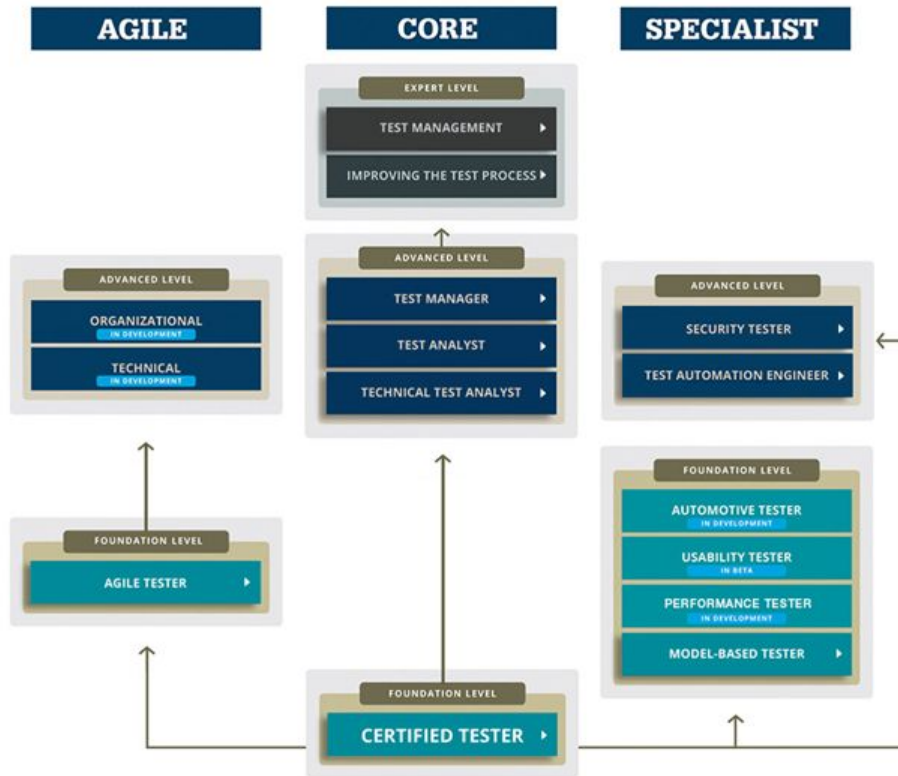 AGILE
CORE
SPECIALIST
EXPERT LEVEL
TEST MANAGEMENT
IMPROVING THE TEST PROCESS
ADVANCED LEVEL
ORGANIZATIONAL
IN DEVELOPMENT
TECHNICAL
IN DEVELOPMENT
ADVANCED LEVEL
TEST MANAGER
TEST ANALYST
TECHNICAL TEST ANALYST
ADVANCED LEVEL
SECURITY TESTER
TEST AUTOMATION ENGINEER
FOUNDATION LEVEL
AGILE TESTER
FOUNDATION LEVEL
AUTOMOTIVE TESTER
IN DEVELOPMENT
USABILITY TESTER
IN BETA
PERFORMANCE TESTER
IN DEVELOPMENT
MODEL-BASED TESTER
FOUNDATION LEVEL
CERTIFIED TESTER